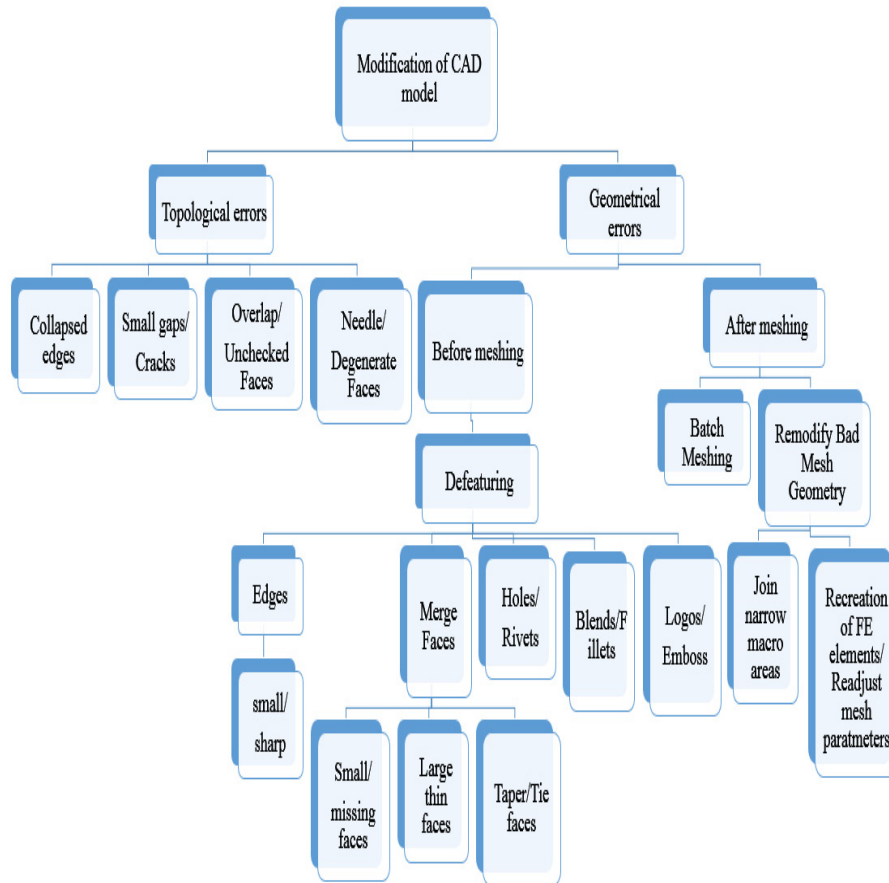 Modification of CAD
model
Topological errors
Geometrical
errors
Collapsed
edges
Small gaps/
Cracks
Overlap/
Unchecked
Faces
Needle/
Degenerate
Faces
Before meshing
After meshing
Batch
Meshing
Remodify Bad
Mesh
Geometry
Defeaturing
Edges
Merge
Faces
Holes/
Rivets
Blends/F
illets
Logos/
Emboss
Join
narrow
macro
areas
Recreation
of FE
elements/
Readjust
mesh
paratmeters
small/
sharp
Small/
missing
faces
Large
thin
faces
Taper/Tie
faces